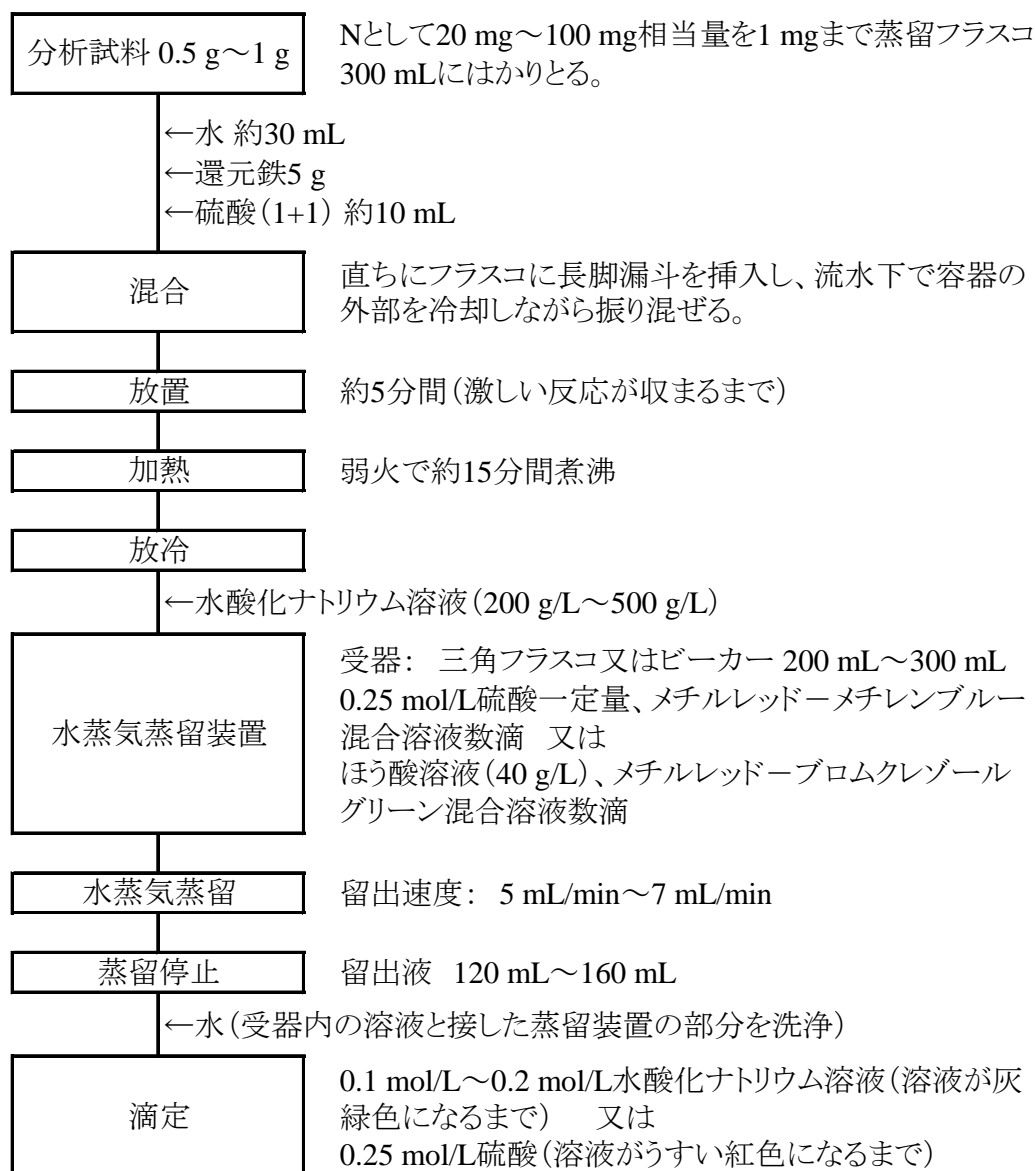 分析試料 0.5 g～1 g
Nとして20 mg～100 mg相当量を1 mgまで蒸留フラスコ
300 mLにはかりとる。
←水 約30 mL
←還元鉄5 g
←硫酸（1+1） 約10 mL
混合
直ちにフラスコに長脚漏斗を挿入し、流水下で容器の
外部を冷却しながら振り混ぜる。
放置
約5分間（激しい反応が収まるまで）
加熱
弱火で約15分間煮沸
放冷
←水酸化ナトリウム溶液（200 g/L～500 g/L）
水蒸気蒸留装置
受器： 三角フラスコ又はビーカー 200 mL～300 mL
0.25 mol/L硫酸一定量、メチルレッド－メチレンブルー
混合溶液数滴 又は
ほう酸溶液（40 g/L）、メチルレッド－ブロムクレゾール
グリーン混合溶液数滴
水蒸気蒸留
留出速度： 5 mL/min～7 mL/min
蒸留停止
留出液 120 mL～160 mL
←水（受器内の溶液と接した蒸留装置の部分を洗浄）
滴定
0.1 mol/L～0.2 mol/L水酸化ナトリウム溶液（溶液が灰
緑色になるまで） 又は
0.25 mol/L硫酸（溶液がうすい紅色になるまで）